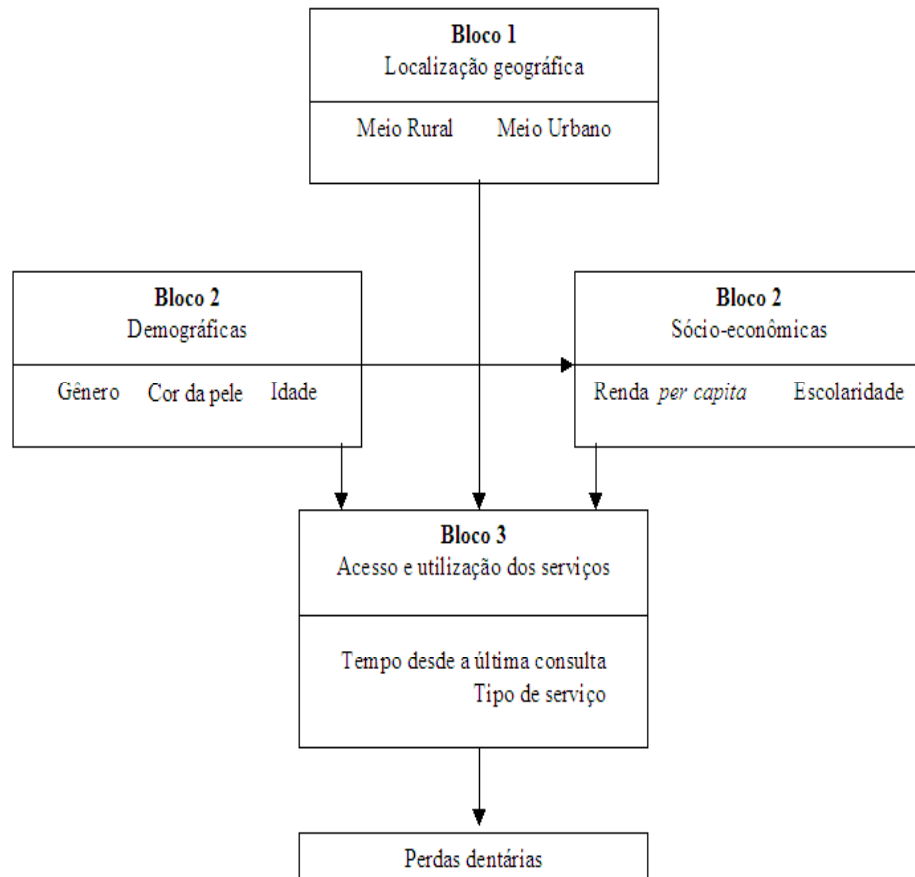 Bloco 1
Localização geográfica
Meio Rural Meio Urbano
Bloco 2
Demográficas
Gênero Cor da pele Idade
Bloco 2
Sócio-econômicas
Renda per capita Escolaridade
Bloco 3
Acesso e utilização dos serviços
Tempo desde a última consulta
Tipo de serviço
Perdas dentárias